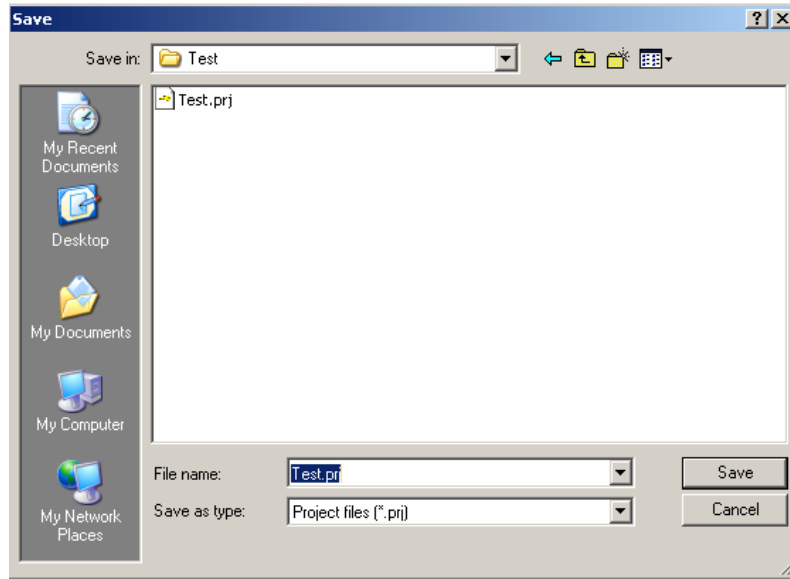 Save
Save in: Test
Test.prj
My Recent
Documents
Desktop
My Documents
My Computer
My Network
Places
File name: Test.prj
Save
Save as type: Project files (*.prj)
Cancel